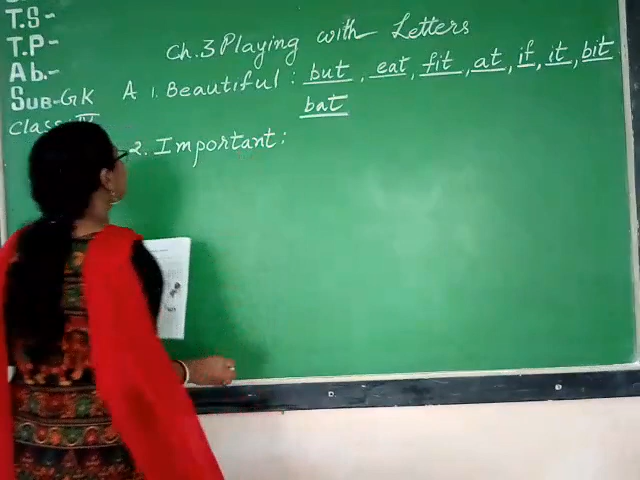 T.S-
T.P-
Ab.-
Sub-GK
Class-
Ch.3 Playing with Letters
A 1. Beautiful : but, eat, fit, at, if, it, bit
bat
2. Important: